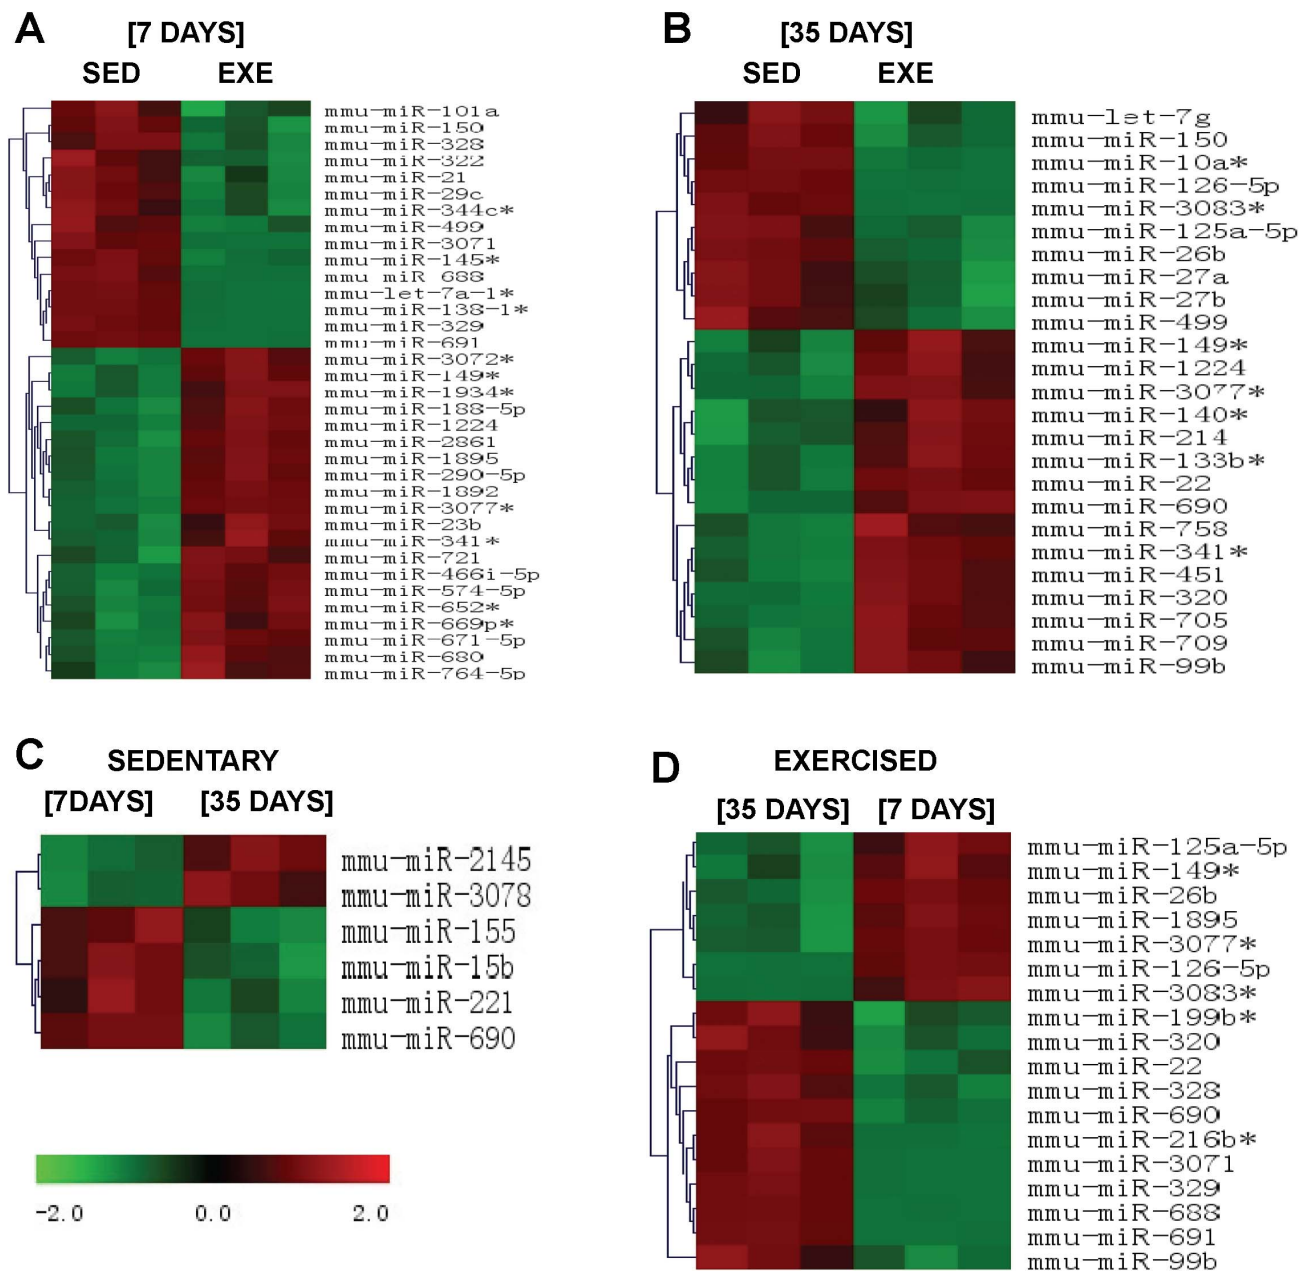 A
[7 DAYS]
SED EXE
mmu-miR-101a
mmu-miR-150
mmu-miR-328
mmu-miR-322
mmu-miR-21
mmu-miR-29c
mmu-miR-344c*
mmu-miR-499
mmu-miR-3071
mmu-miR-145*
mmu miR 688
mmu-let-7a-1*
mmu-miR-138-1*
mmu-miR-329
mmu-miR-691
mmu-miR-3072*
mmu-miR-149*
mmu-miR-1934*
mmu-miR-188-5p
mmu-miR-1224
mmu-miR-2861
mmu-miR-1895
mmu-miR-290-5p
mmu-miR-1892
mmu-miR-3077*
mmu-miR-23b
mmu-miR-341*
mmu-miR-721
mmu-miR-466i-5p
mmu-miR-574-5p
mmu-miR-652*
mmu-miR-669p*
mmu-miR-671-5p
mmu-miR-680
mmu-miR-764-5p
B
[35 DAYS]
SED EXE
mmu-let-7g
mmu-miR-150
mmu-miR-10a*
mmu-miR-126-5p
mmu-miR-3083*
mmu-miR-125a-5p
mmu-miR-26b
mmu-miR-27a
mmu-miR-27b
mmu-miR-499
mmu-miR-149*
mmu-miR-1224
mmu-miR-3077*
mmu-miR-140*
mmu-miR-214
mmu-miR-133b*
mmu-miR-22
mmu-miR-690
mmu-miR-758
mmu-miR-341*
mmu-miR-451
mmu-miR-320
mmu-miR-705
mmu-miR-709
mmu-miR-99b
C
SEDENTARY
[7DAYS] [35 DAYS]
mmu-miR-2145
mmu-miR-3078
mmu-miR-155
mmu-miR-15b
mmu-miR-221
mmu-miR-690
-2.0 0.0 2.0
D
EXERCISED
[35 DAYS] [7 DAYS]
mmu-miR-125a-5p
mmu-miR-149*
mmu-miR-26b
mmu-miR-1895
mmu-miR-3077*
mmu-miR-126-5p
mmu-miR-3083*
mmu-miR-199b*
mmu-miR-320
mmu-miR-22
mmu-miR-328
mmu-miR-690
mmu-miR-216b*
mmu-miR-3071
mmu-miR-329
mmu-miR-688
mmu-miR-691
mmu-miR-99b